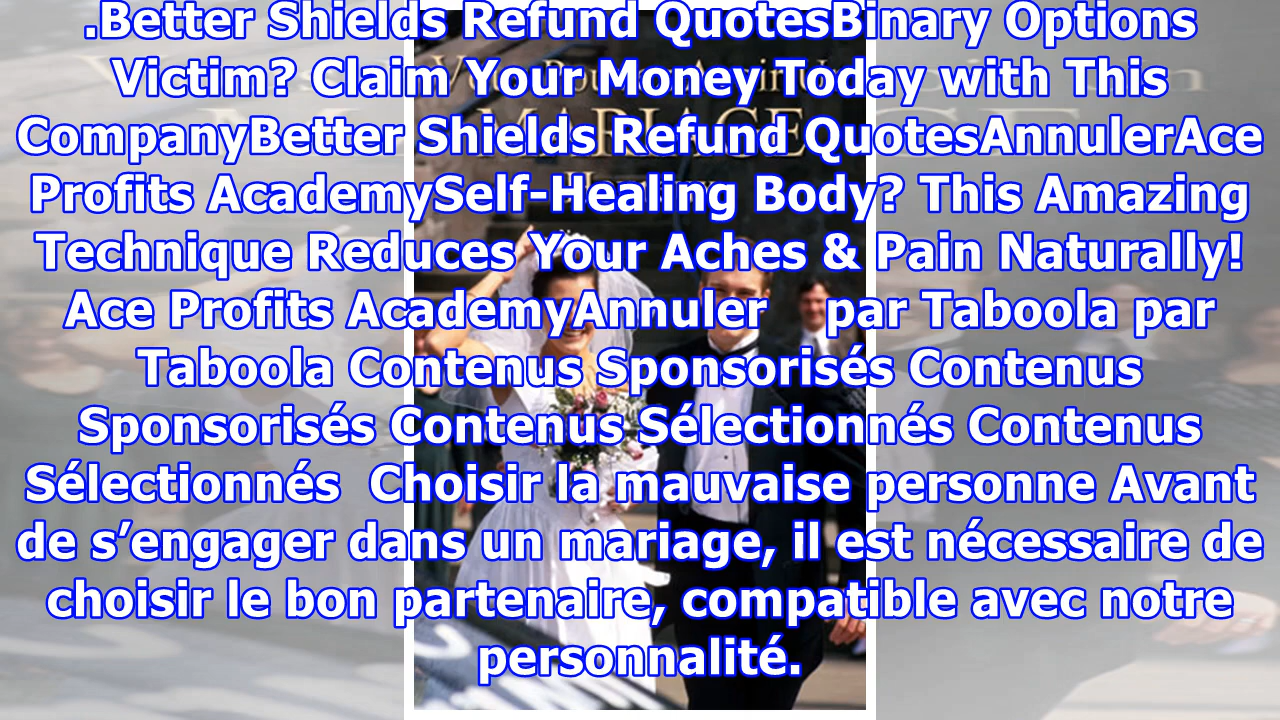 .Better Shields Refund QuotesBinary Options
Victim? Claim Your Money Today with This
CompanyBetter Shields Refund QuotesAnnulerAce
Profits AcademySelf-Healing Body? This Amazing
Technique Reduces Your Aches & Pain Naturally!
Ace Profits AcademyAnnuler par Taboola par
Taboola Contenus Sponsorisés Contenus
Sponsorisés Contenus Sélectionnés Contenus
Sélectionnés Choisir la mauvaise personne Avant
de s’engager dans un mariage, il est nécessaire de
choisir le bon partenaire, compatible avec notre
personnalité.